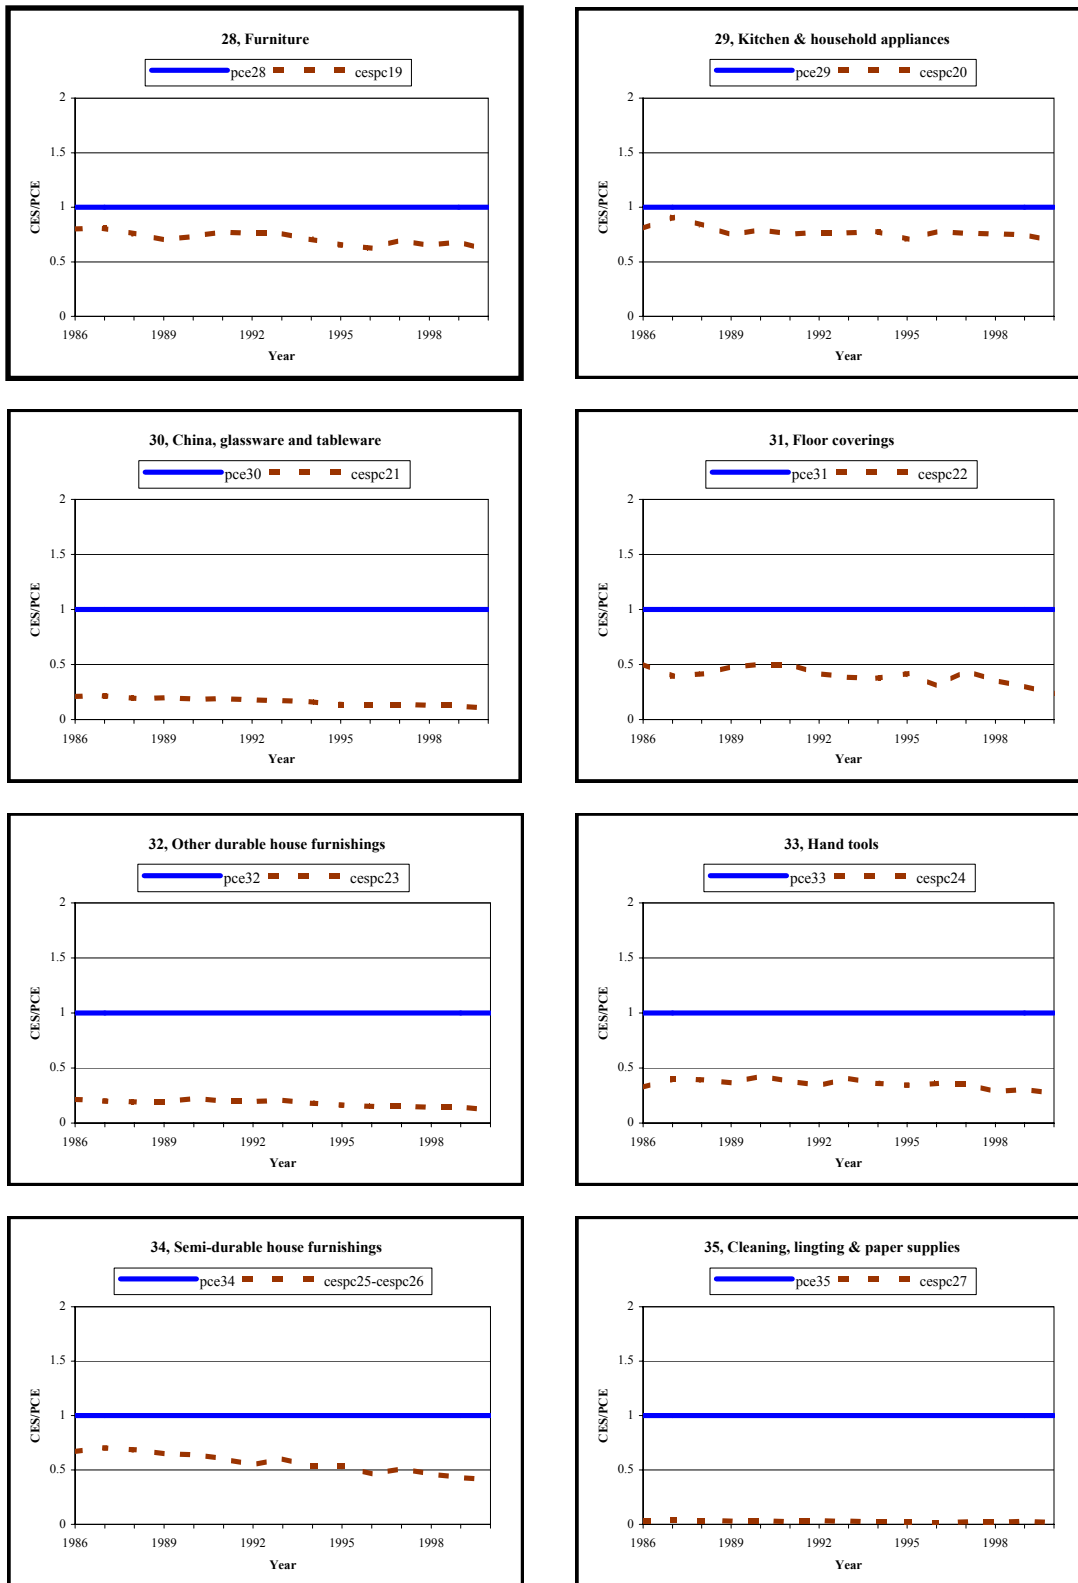 28, Furniture
pce28 cespc19
2
1.5
1
0.5
0
CES/PCE
1986 1989 1992 1995 1998
Year
29, Kitchen & household appliances
pce29 cespc20
2
1.5
1
0.5
0
CES/PCE
1986 1989 1992 1995 1998
Year
30, China, glassware and tableware
pce30 cespc21
2
1.5
1
0.5
0
CES/PCE
1986 1989 1992 1995 1998
Year
31, Floor coverings
pce31 cespc22
2
1.5
1
0.5
0
CES/PCE
1986 1989 1992 1995 1998
Year
32, Other durable house furnishings
pce32 cespc23
2
1.5
1
0.5
0
CES/PCE
1986 1989 1992 1995 1998
Year
33, Hand tools
pce33 cespc24
2
1.5
1
0.5
0
CES/PCE
1986 1989 1992 1995 1998
Year
34, Semi-durable house furnishings
pce34 cespc25-cespc26
2
1.5
1
0.5
0
CES/PCE
1986 1989 1992 1995 1998
Year
35, Cleaning, lingting & paper supplies
pce35 cespc27
2
1.5
1
0.5
0
CES/PCE
1986 1989 1992 1995 1998
Year